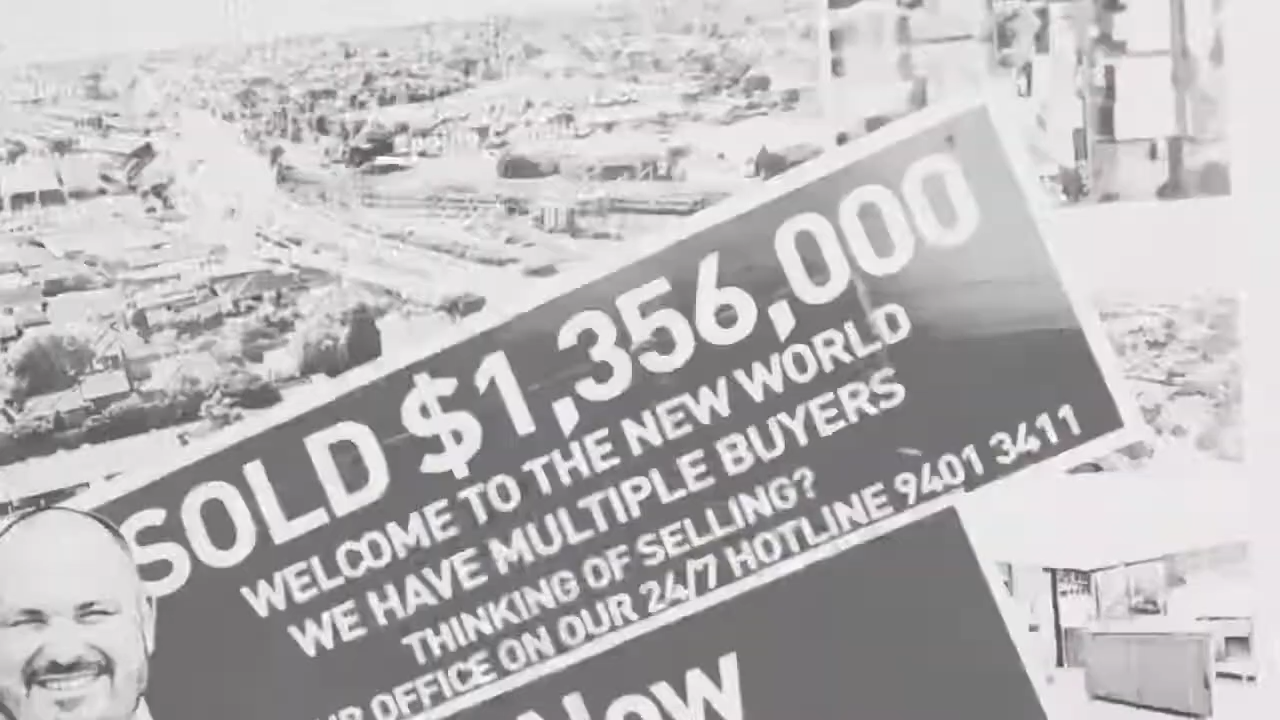 SOLD $1,356,000
WELCOME TO THE NEW WORLD
WE HAVE MULTIPLE BUYERS
THINKING OF SELLING?
OFFICE ON OUR 24/7 HOTLINE 9401 3411
Now